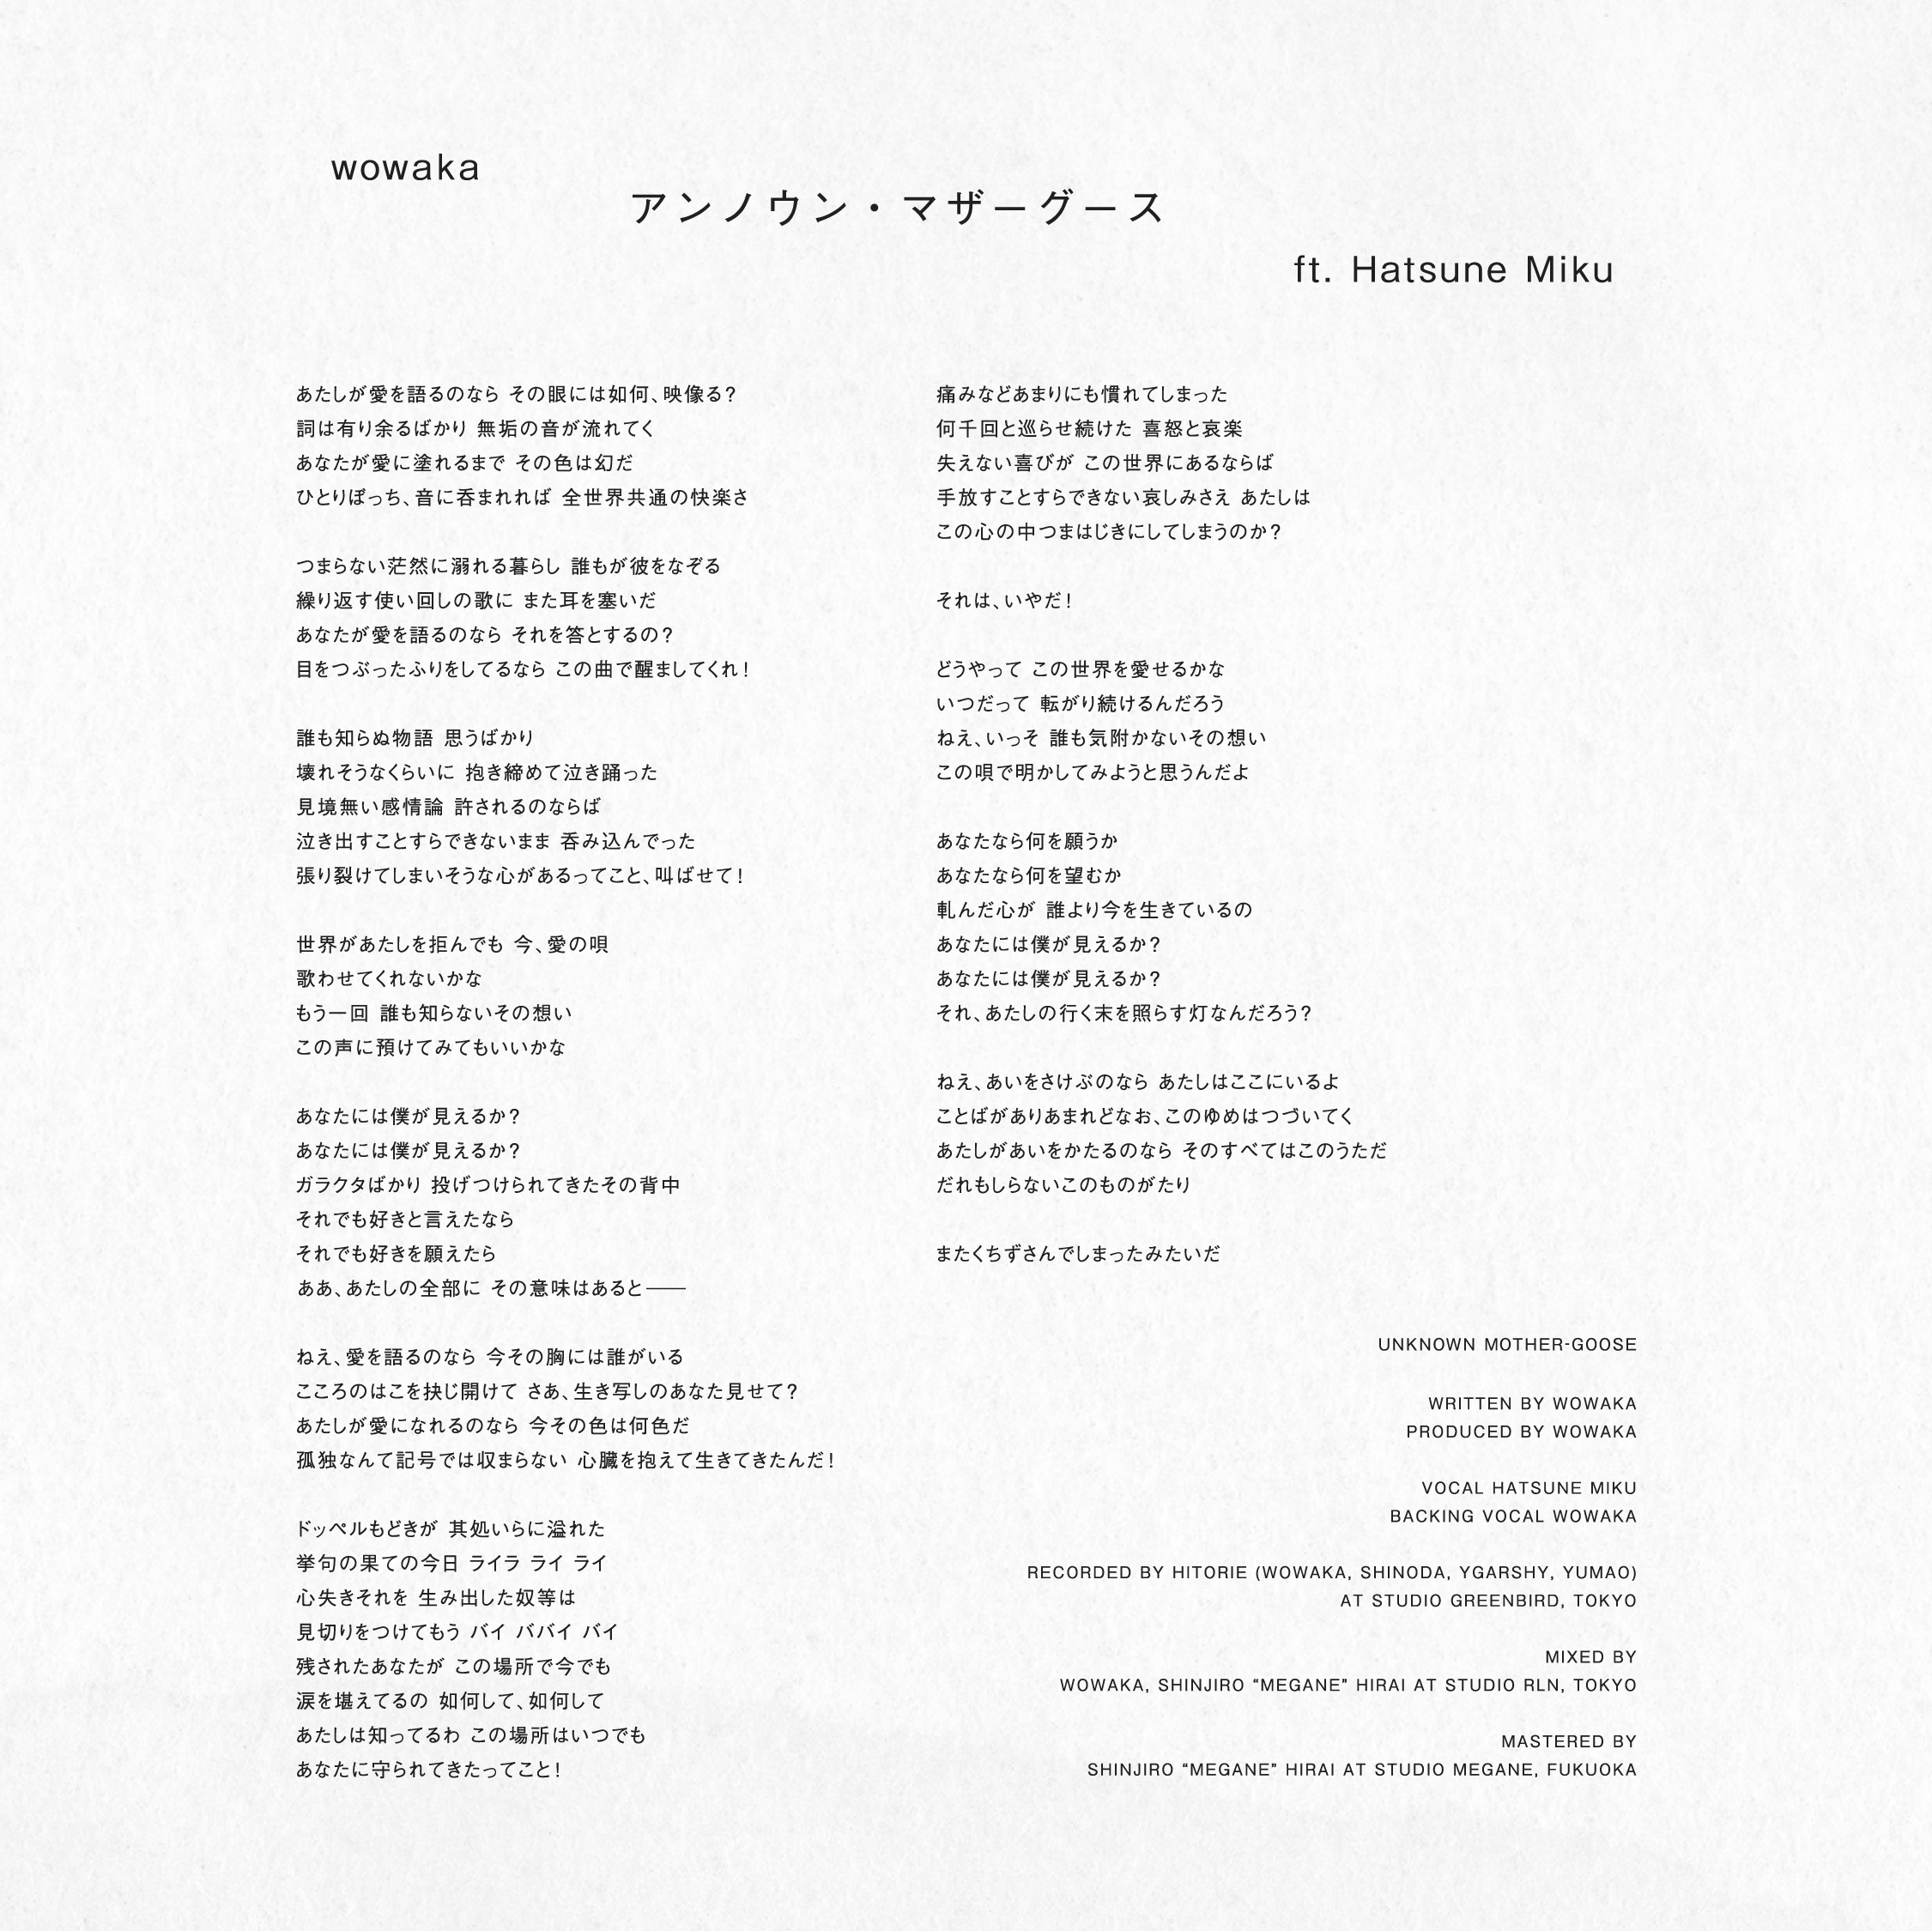 wowaka
アンノウン・マザーグース
ft. Hatsune Miku
あたしが愛を語るのなら その眼には如何、映像る？
詞は有り余るばかり 無垢の音が流れてく
あなたが愛に塗れるまで その色は幻だ
ひとりぼっち、音に呑まれれば 全世界共通の快楽さ
つまらない茫然に溺れる暮らし 誰もが彼をなぞる
繰り返す使い回しの歌に また耳を塞いだ
あなたが愛を語るのなら それを答とするの？
目をつぶったふりをしてるなら この曲で醒ましてくれ！
誰も知らぬ物語 思うばかり
壊れそうなくらいに 抱き締めて泣き踊った
見境無い感情論 許されるのならば
泣き出すことすらできないまま 呑み込んでった
張り裂けてしまいそうな心があるってこと、叫ばせて！
世界があたしを拒んでも 今、愛の唄
歌わせてくれないかな
もう一回 誰も知らないその想い
この声に預けてみてもいいかな
あなたには僕が見えるか？
あなたには僕が見えるか？
ガラクタばかり 投げつけられてきたその背中
それでも好きと言えたなら
それでも好きを願えたら
ああ、あたしの全部に その意味はあると――
ねえ、愛を語るのなら 今その胸には誰がいる
こころのはこを抉じ開けて さあ、生き写しのあなた見せて？
あたしが愛になれるのなら 今その色は何色だ
孤独なんて記号では収まらない 心臓を抱えて生きてきたんだ！
ドッペルもどきが 其処いらに溢れた
挙句の果ての今日 ライラ ライ ライ
心失きそれを 生み出した奴等は
見切りをつけてもう バイ ババイ バイ
残されたあなたが この場所で今でも
涙を堪えてるの 如何して、如何して
あたしは知ってるわ この場所はいつでも
あなたに守られてきたってこと！
痛みなどあまりにも慣れてしまった
何千回と巡らせ続けた 喜怒と哀楽
失えない喜びが この世界にあるならば
手放すことすらできない哀しみさえ あたしは
この心の中つまはじきにしてしまうのか？
それは、いやだ！
どうやって この世界を愛せるかな
いつだって 転がり続けるんだろう
ねえ、いっそ 誰も気附かないその想い
この唄で明かしてみようと思うんだよ
あなたなら何を願うか
あなたなら何を望むか
軋んだ心が 誰より今を生きているの
あなたには僕が見えるか？
あなたには僕が見えるか？
それ、あたしの行く末を照らす灯なんだろう？
ねえ、あいをさけぶのなら あたしはここにいるよ
ことばがありあまれどなお、このゆめはつづいてく
あたしがあいをかたるのなら そのすべてはこのうただ
だれもしらないこのものがたり
またくちずさんでしまったみたいだ
UNKNOWN MOTHER-GOOSE
WRITTEN BY WOWAKA
PRODUCED BY WOWAKA
VOCAL HATSUNE MIKU
BACKING VOCAL WOWAKA
RECORDED BY HITORIE (WOWAKA, SHINODA, YGARSHY, YUMAO)
AT STUDIO GREENBIRD, TOKYO
MIXED BY
WOWAKA, SHINJIRO “MEGANE” HIRAI AT STUDIO RLN, TOKYO
MASTERED BY
SHINJIRO “MEGANE” HIRAI AT STUDIO MEGANE, FUKUOKA